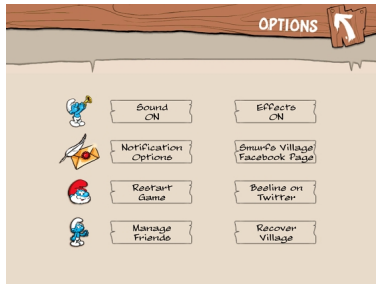 OPTIONS
Sound
ON
Effects
ON
Notification
Options
Smurfs Village
Facebook Page
Restart
Game
Beeline on
Twitter
Manage
Friends
Recover
Village